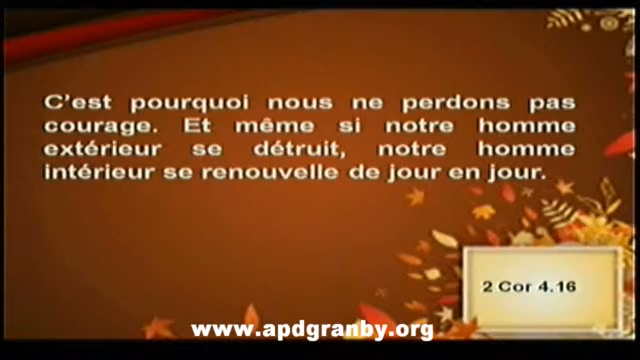 C'est pourquoi nous ne perdons pas
courage. Et même si notre homme
extérieur se détruit, notre homme
intérieur se renouvelle de jour en jour.
2 Cor 4.16
www.apdgranby.org